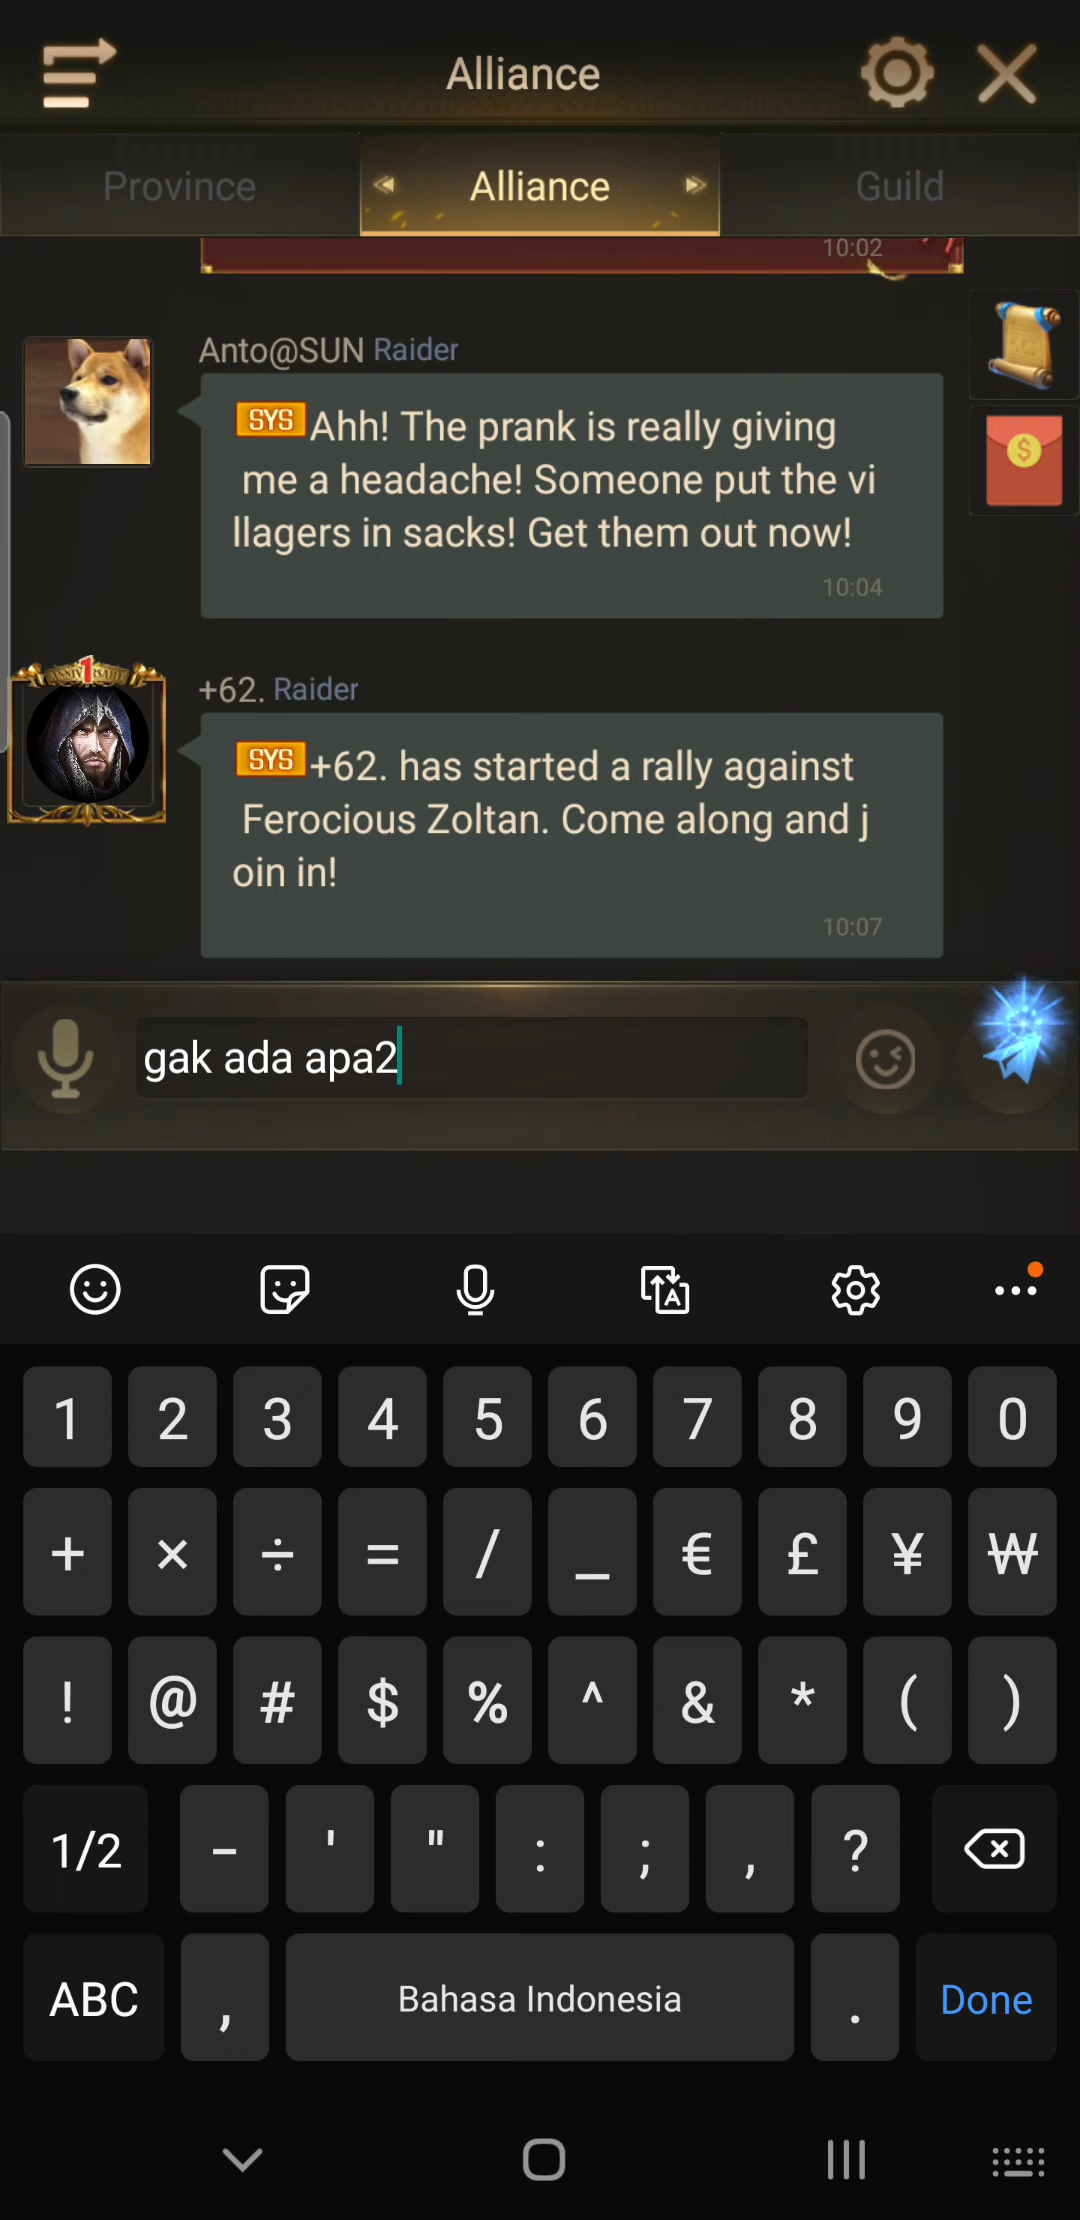 Alliance
Province
Alliance
Guild
10:02
Anto@SUN Raider
SYS Ahh! The prank is really giving
me a headache! Someone put the vi
llagers in sacks! Get them out now!
10:04
ANNIVERSARY
1
+62. Raider
SYS +62. has started a rally against
Ferocious Zoltan. Come along and j
oin in!
10:07
gak ada apa2
1 2 3 4 5 6 7 8 9 0
+ × ÷ = / _ € £ ¥ ₩
! @ # $ % ^ & * ( )
1/2 - ' " : ; , ?
ABC , Bahasa Indonesia . Done